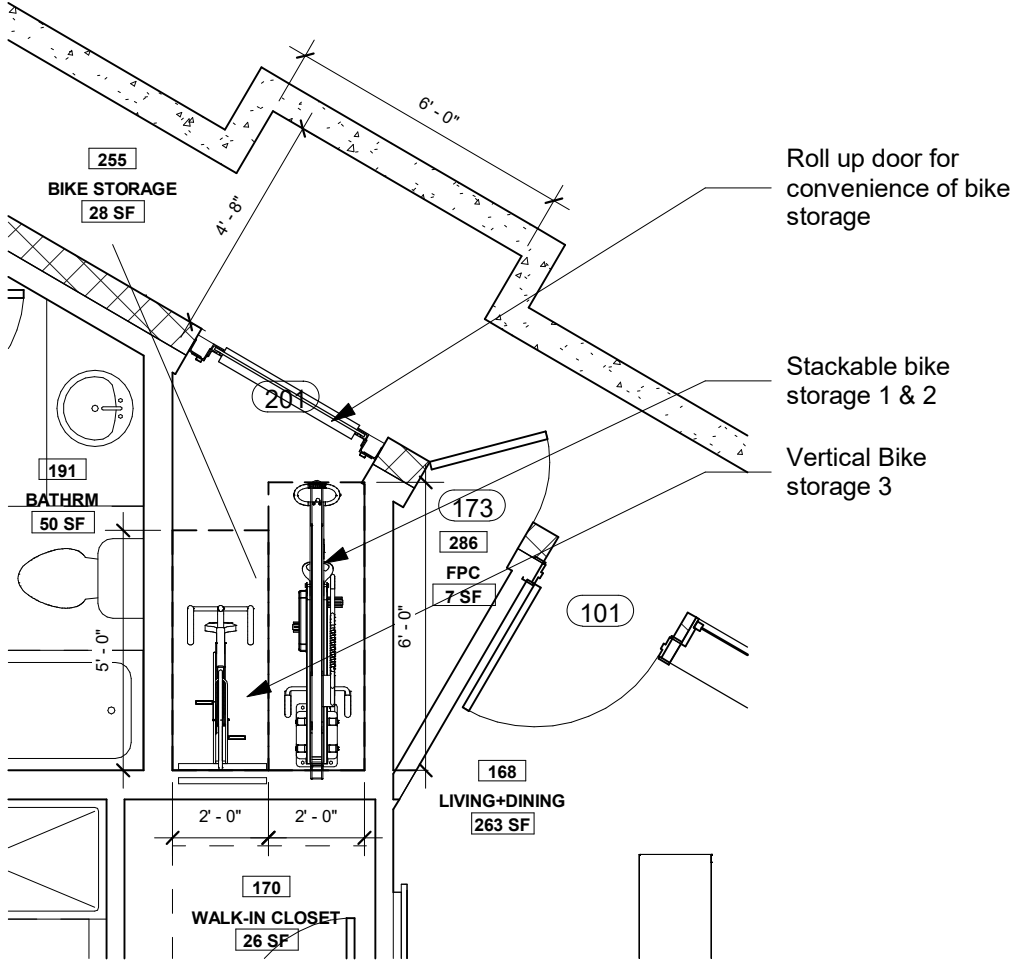 6' - 0"
Roll up door for
convenience of bike
storage
255
BIKE STORAGE
28 SF
4' - 8"
Stackable bike
storage 1 & 2
201
Vertical Bike
storage 3
191
BATHRM
50 SF
173
286
FPC
7 SF
101
5' - 0"
6' - 0"
168
LIVING+DINING
263 SF
2' - 0"
2' - 0"
170
WALK-IN CLOSET
26 SF